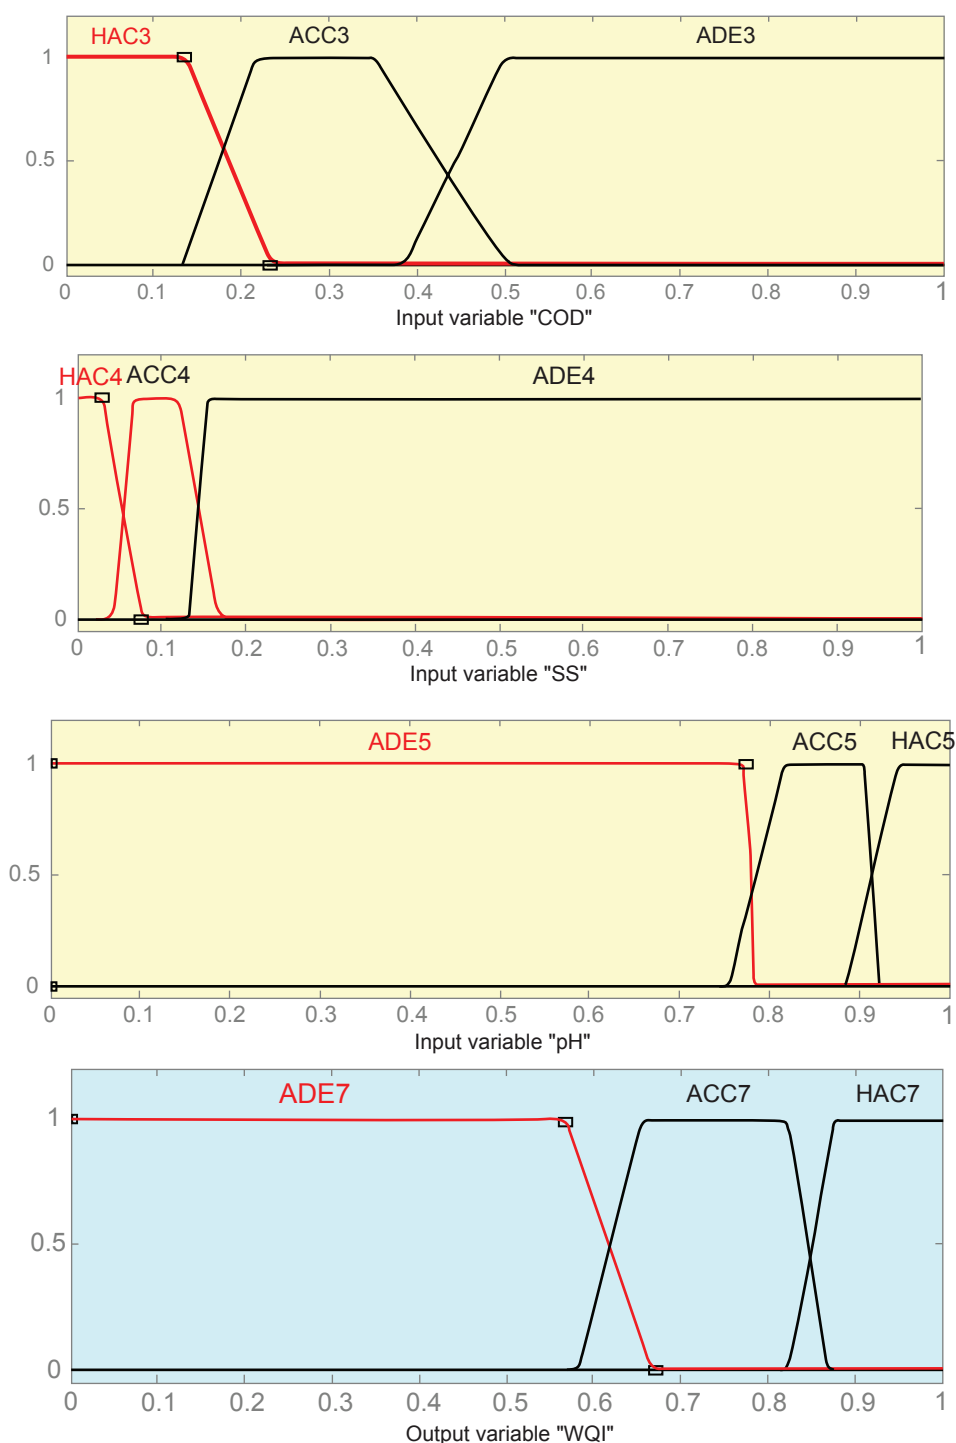 HAC3 ACC3 ADE3
1
0.5
0
0 0.1 0.2 0.3 0.4 0.5 0.6 0.7 0.8 0.9 1
Input variable "COD"
HAC4 ACC4 ADE4
1
0.5
0
0 0.1 0.2 0.3 0.4 0.5 0.6 0.7 0.8 0.9 1
Input variable "SS"
ADE5 ACC5 HAC5
1
0.5
0
0 0.1 0.2 0.3 0.4 0.5 0.6 0.7 0.8 0.9 1
Input variable "pH"
ADE7 ACC7 HAC7
1
0.5
0
0 0.1 0.2 0.3 0.4 0.5 0.6 0.7 0.8 0.9 1
Output variable "WQI"